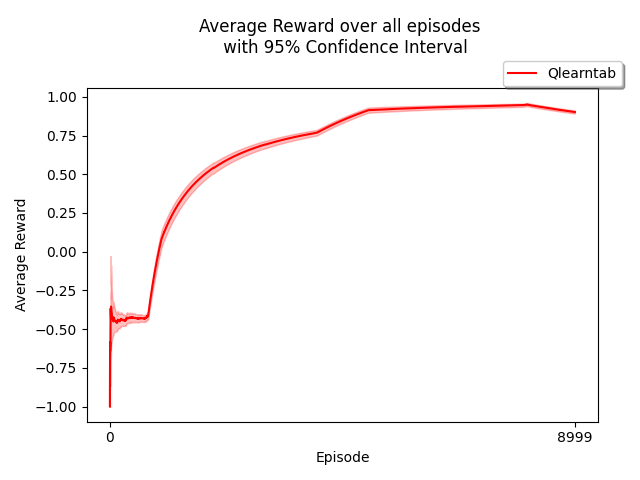 Average Reward over all episodes
with 95% Confidence Interval
Qlearntab
1.00
0.75
0.50
0.25
0.00
−0.25
−0.50
−0.75
−1.00
Average Reward
0
8999
Episode